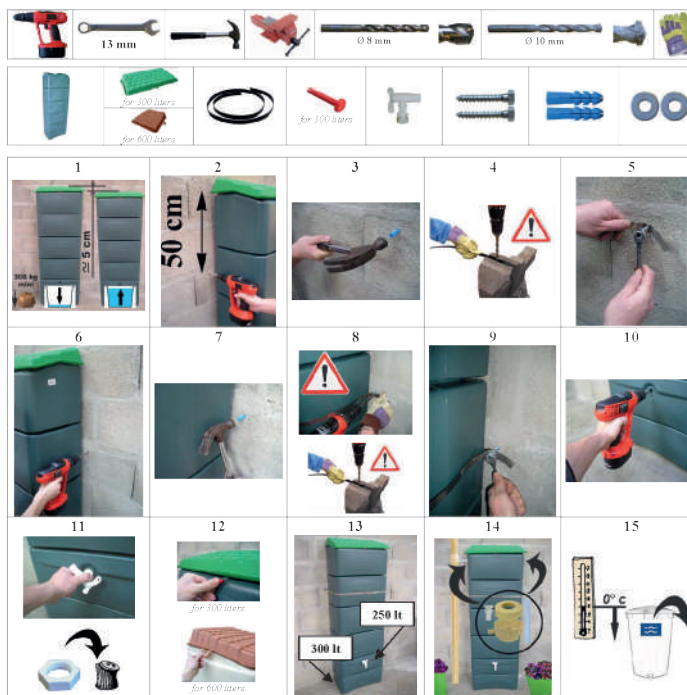 13 mm
Ø 8 mm
Ø 10 mm
for 300 liters
for 600 liters
for 300 liters
1
2
3
4
5
≃ 5 cm
300 kg
mini
50 cm
6
7
8
9
10
11
12
13
14
15
for 300 liters
for 600 liters
250 lt
300 lt
0° c